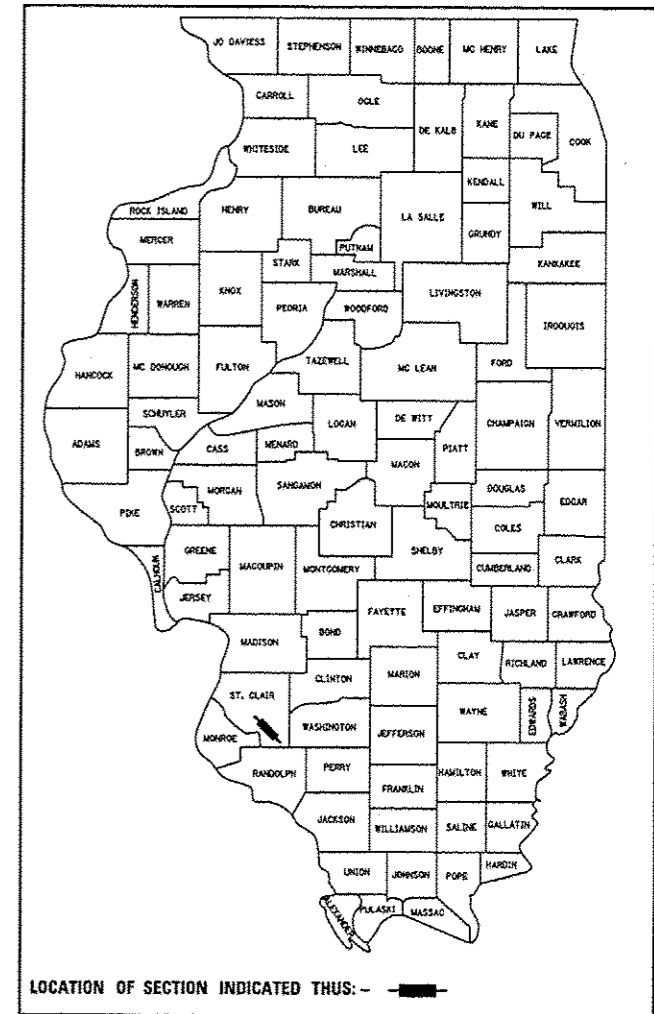 JO DAVIESS
STEPHENSON
WINNEBAGO
BOONE
MC HENRY
LAKE
CARROLL
OGLE
DE KALB
KANE
DU PAGE
COOK
WHITESIDE
LEE
KENDALL
WILL
ROCK ISLAND
HENRY
BUREAU
LA SALLE
GRUNDY
MERCER
PUTNAM
KANKAKEE
STARK
MARSHALL
HENDERSON
WARREN
KNOX
PEORIA
WOODFORD
LIVINGSTON
IROQUOIS
HANCOCK
MC DONOUGH
FULTON
TAZEWELL
MC LEAN
FORD
SCHUYLER
MASON
LOGAN
DE WITT
CHAMPAIGN
VERMILION
ADAMS
BROWN
CASS
MENARD
PIATT
MACON
PIKE
SCOTT
MORGAN
SANGAMON
CHRISTIAN
MOULTRIE
DOUGLAS
EDGAR
COLES
CALHOUN
GREENE
MACOUPIN
MONTGOMERY
SHELBY
CUMBERLAND
CLARK
JERSEY
FAYETTE
EFFINGHAM
JASPER
CRAWFORD
MADISON
BOND
CLAY
RICHLAND
LAWRENCE
ST. CLAIR
CLINTON
MARION
WAYNE
EDWARDS
WABASH
MONROE
WASHINGTON
JEFFERSON
RANDOLPH
PERRY
HAMILTON
WHITE
FRANKLIN
JACKSON
WILLIAMSON
SALINE
GALLATIN
UNION
JOHNSON
POPE
HARDIN
ALEXANDER
PULASKI
MASSAC
LOCATION OF SECTION INDICATED THUS: -